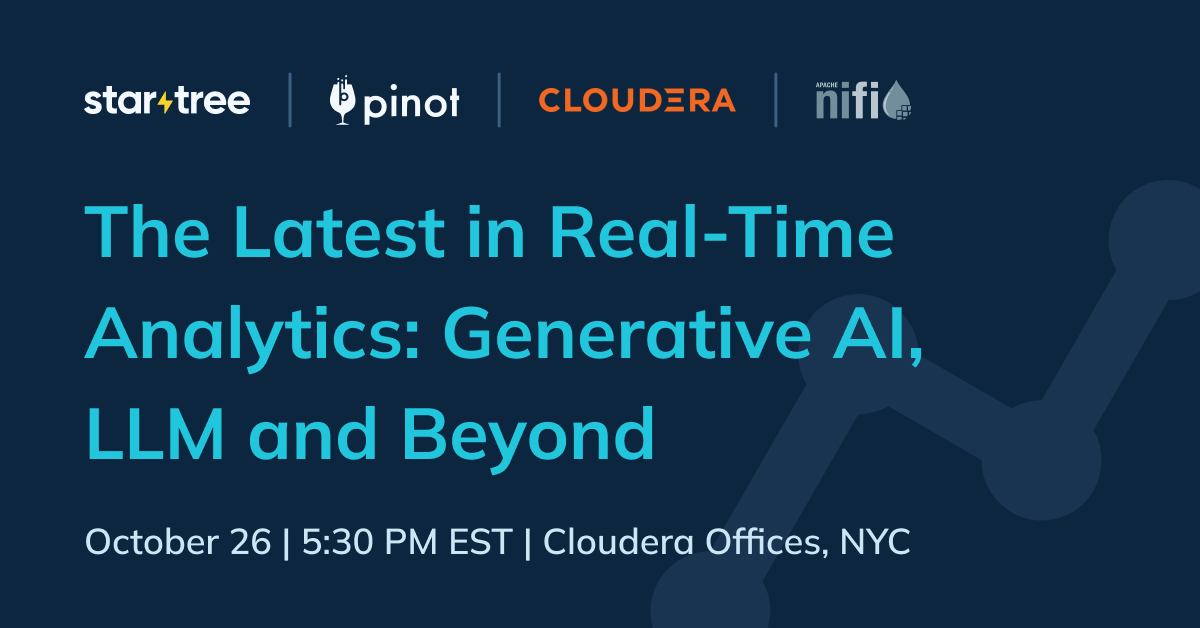 star tree | pinot | CLOUDERA | APACHE nifi
The Latest in Real-Time
Analytics: Generative AI,
LLM and Beyond
October 26 | 5:30 PM EST | Cloudera Offices, NYC